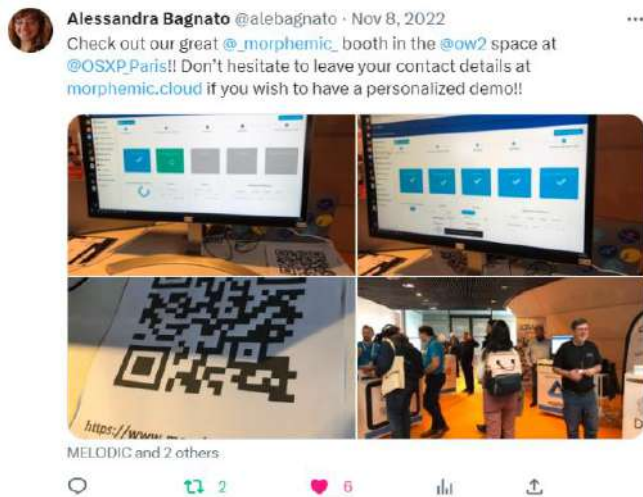 Alessandra Bagnato @alebagnato · Nov 8, 2022
Check out our great @_morphemic_ booth in the @ow2 space at
@OSXP_Paris!! Don't hesitate to leave your contact details at
morphemic.cloud if you wish to have a personalized demo!!
https://www.
MELODIC and 2 others
2
6